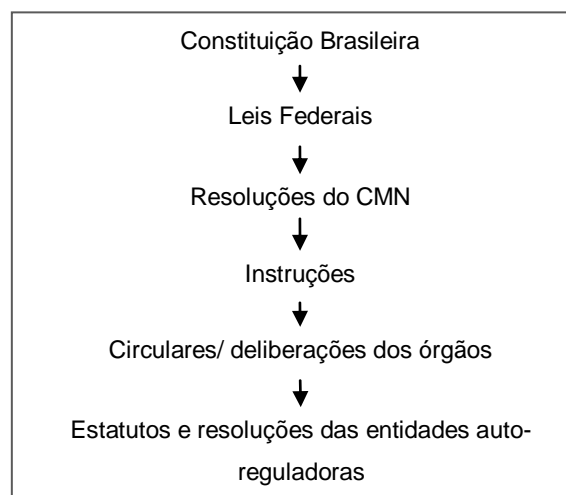 Constituição Brasileira
Leis Federais
Resoluções do CMN
Instruções
Circulares/ deliberações dos órgãos
Estatutos e resoluções das entidades auto-
reguladoras